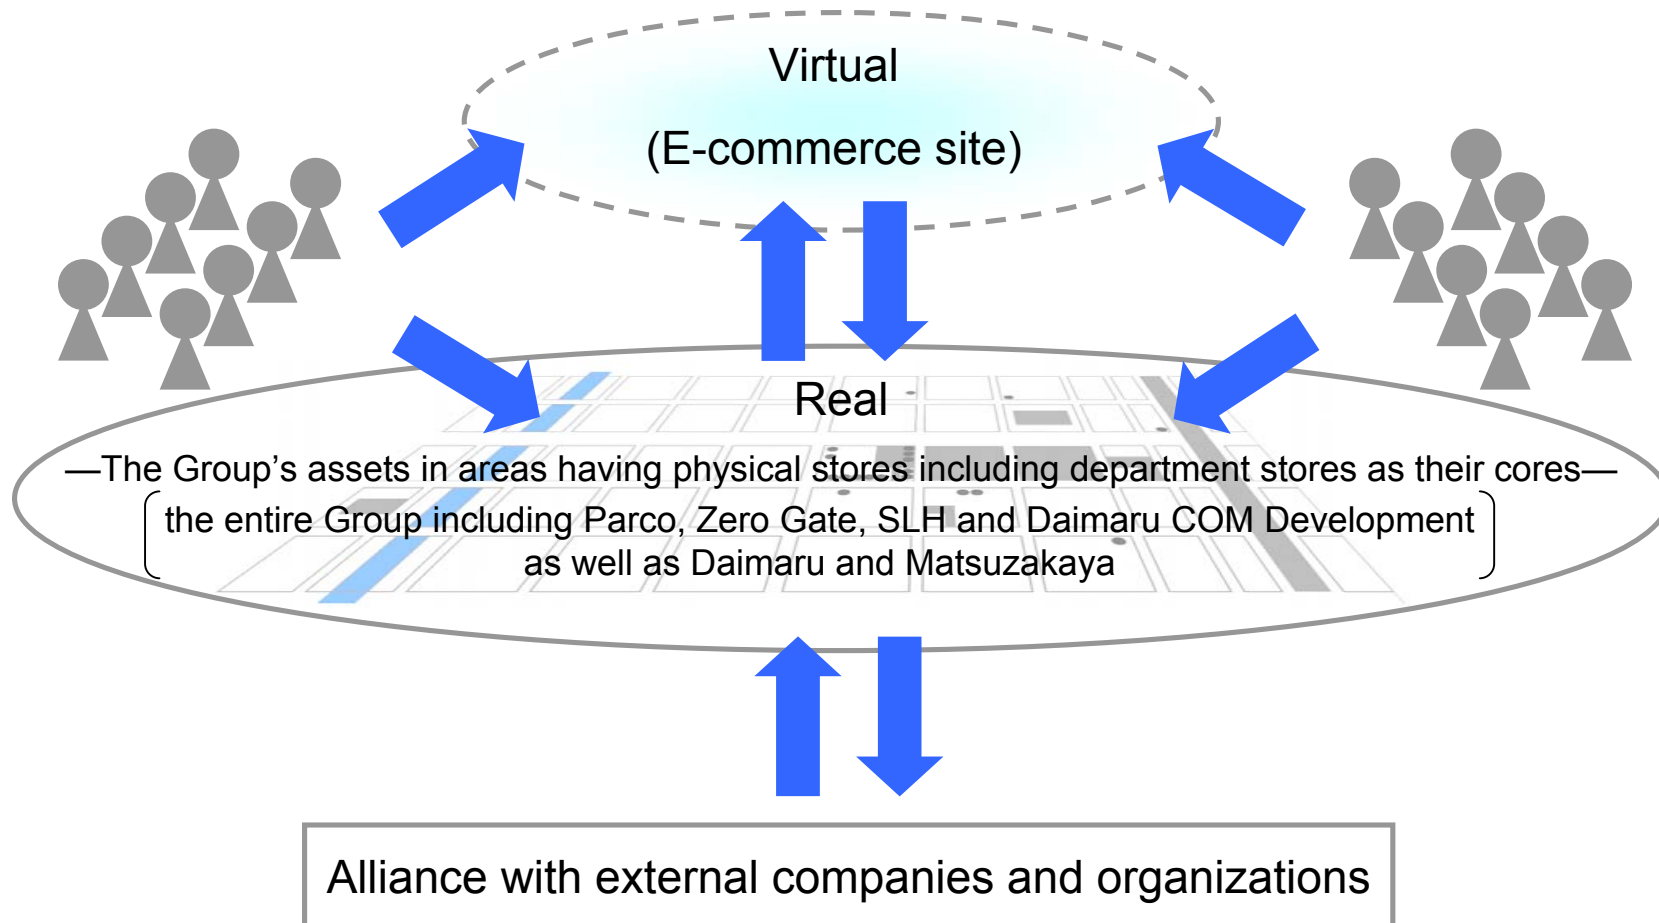 Virtual
(E-commerce site)
Real
—The Group’s assets in areas having physical stores including department stores as their cores—
the entire Group including Parco, Zero Gate, SLH and Daimaru COM Development
as well as Daimaru and Matsuzakaya
Alliance with external companies and organizations